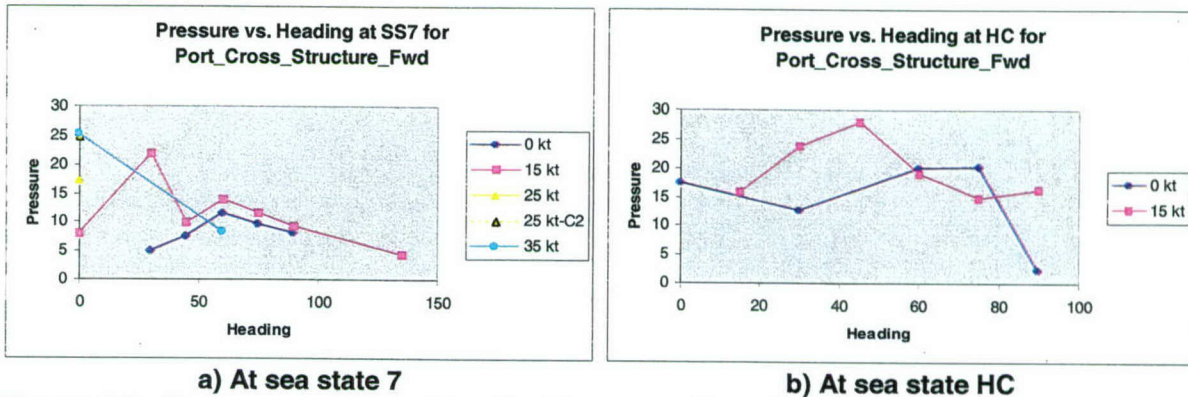 Pressure vs. Heading at SS7 for
Port_Cross_Structure_Fwd
30
25
20
15
10
5
0
Pressure
0
50
100
150
Heading
0 kt
15 kt
25 kt
25 kt-C2
35 kt
a) At sea state 7
Pressure vs. Heading at HC for
Port_Cross_Structure_Fwd
30
25
20
15
10
5
0
Pressure
0
20
40
60
80
100
Heading
0 kt
15 kt
b) At sea state HC